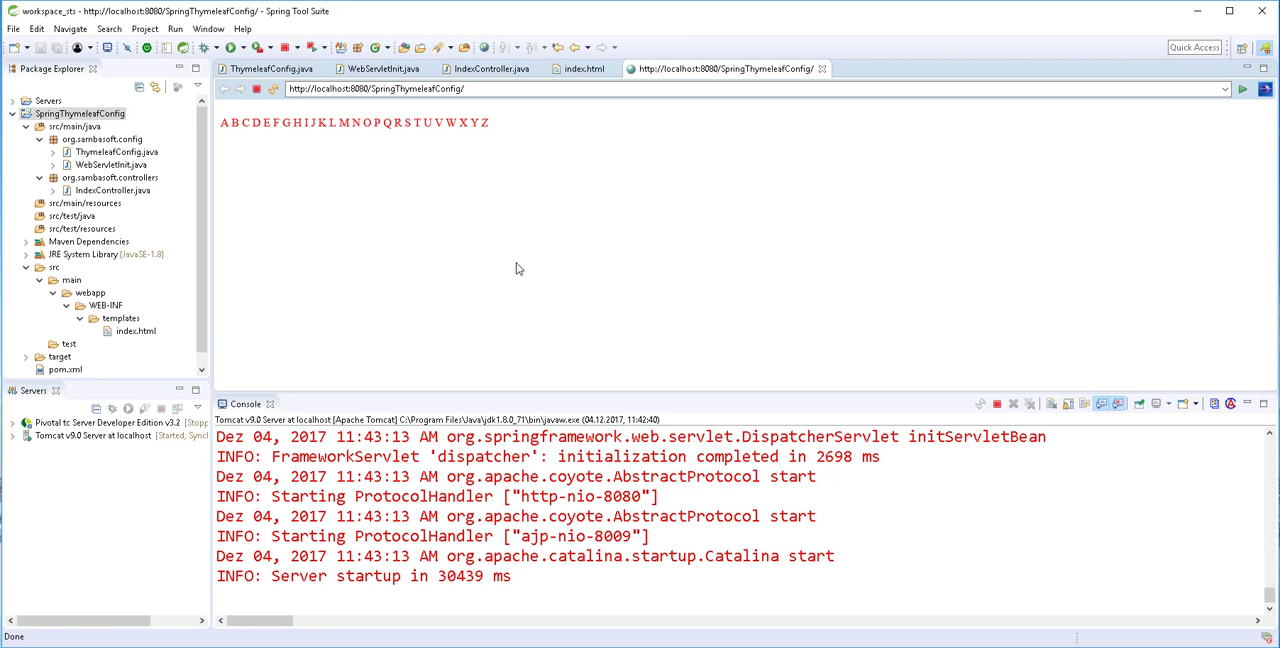 workspace_sts - http://localhost:8080/SpringThymeleafConfig/ - Spring Tool Suite
File Edit Navigate Search Project Run Window Help
Quick Access
Package Explorer
ThymeleafConfig.java WebServletInit.java IndexController.java index.html http://localhost:8080/SpringThymeleafConfig/
http://localhost:8080/SpringThymeleafConfig/
Servers
SpringThymeleafConfig
src/main/java
org.sambasoft.config
ThymeleafConfig.java
WebServletInit.java
org.sambasoft.controllers
IndexController.java
src/main/resources
src/test/java
src/test/resources
Maven Dependencies
JRE System Library [JavaSE-1.8]
src
main
webapp
WEB-INF
templates
index.html
test
target
pom.xml
A B C D E F G H I J K L M N O P Q R S T U V W X Y Z
Servers
Pivotal tc Server Developer Edition v3.2 [Stopp
Tomcat v9.0 Server at localhost [Started, Synch
Console
Tomcat v9.0 Server at localhost [Apache Tomcat] C:\Program Files\Java\jdk1.8.0_71\bin\javaw.exe (04.12.2017, 11:42:40)
Dez 04, 2017 11:43:13 AM org.springframework.web.servlet.DispatcherServlet initServletBean
INFO: FrameworkServlet 'dispatcher': initialization completed in 2698 ms
Dez 04, 2017 11:43:13 AM org.apache.coyote.AbstractProtocol start
INFO: Starting ProtocolHandler ["http-nio-8080"]
Dez 04, 2017 11:43:13 AM org.apache.coyote.AbstractProtocol start
INFO: Starting ProtocolHandler ["ajp-nio-8009"]
Dez 04, 2017 11:43:13 AM org.apache.catalina.startup.Catalina start
INFO: Server startup in 30439 ms
Done